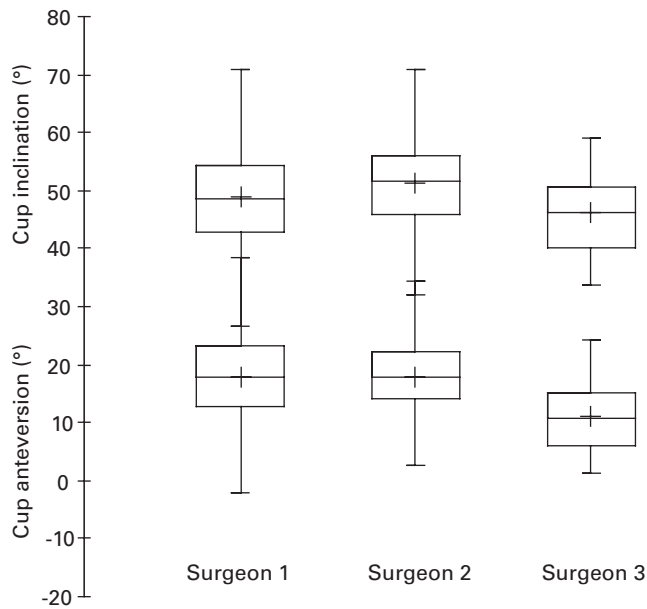 80
70
60
50
40
30
20
10
0
-10
-20
Cup inclination (°)
Cup anteversion (°)
Surgeon 1
Surgeon 2
Surgeon 3